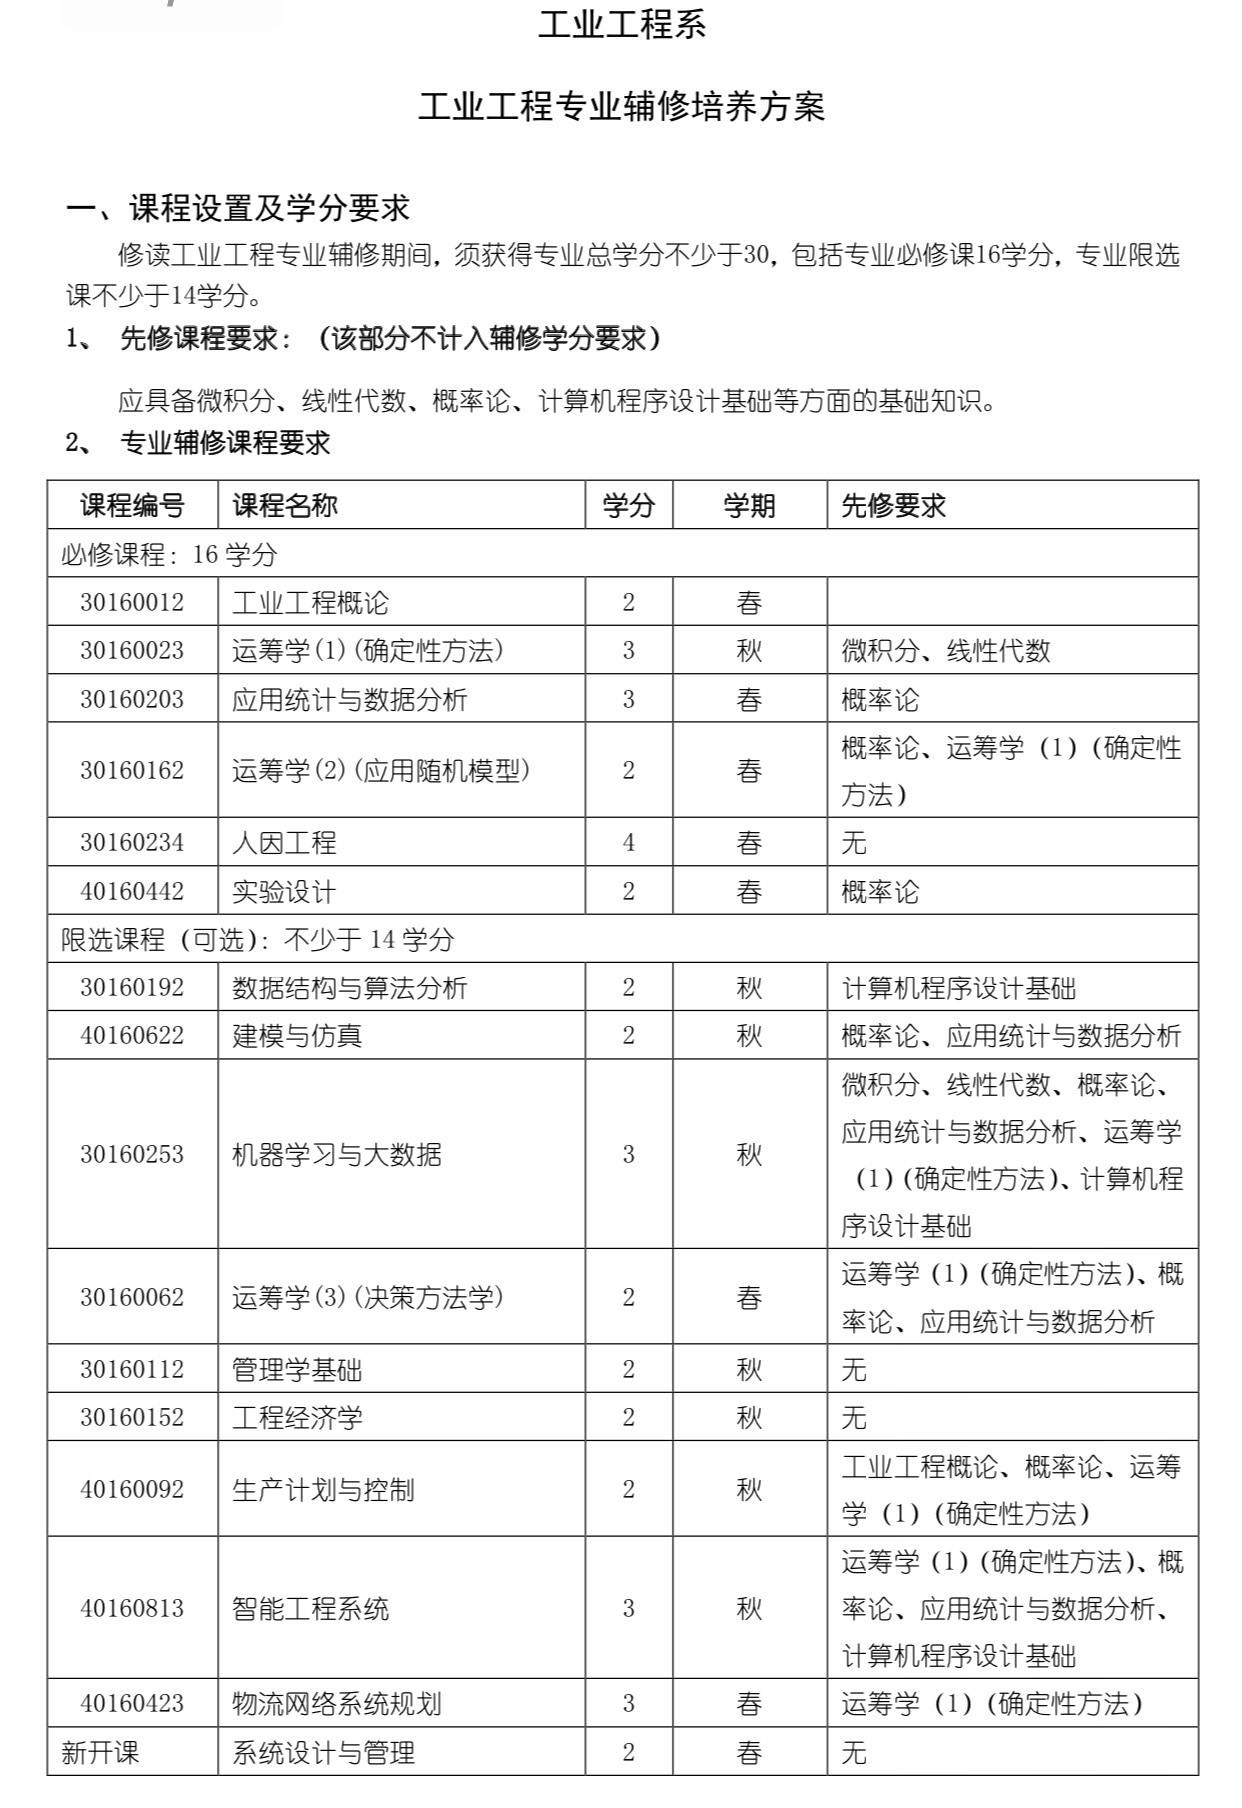 工业工程系
工业工程专业辅修培养方案
一、课程设置及学分要求
修读工业工程专业辅修期间，须获得专业总学分不少于30，包括专业必修课16学分，专业限选
课不少于14学分。
1、 先修课程要求：（该部分不计入辅修学分要求）
应具备微积分、线性代数、概率论、计算机程序设计基础等方面的基础知识。
2、 专业辅修课程要求
课程编号 课程名称 学分 学期 先修要求
必修课程：16 学分
30160012 工业工程概论 2 春
30160023 运筹学(1)(确定性方法) 3 秋 微积分、线性代数
30160203 应用统计与数据分析 3 春 概率论
30160162 运筹学(2)(应用随机模型) 2 春 概率论、运筹学（1）（确定性
方法）
30160234 人因工程 4 春 无
40160442 实验设计 2 春 概率论
限选课程（可选）：不少于 14 学分
30160192 数据结构与算法分析 2 秋 计算机程序设计基础
40160622 建模与仿真 2 秋 概率论、应用统计与数据分析
30160253 机器学习与大数据 3 秋 微积分、线性代数、概率论、
应用统计与数据分析、运筹学
（1）（确定性方法）、计算机程
序设计基础
30160062 运筹学(3)(决策方法学) 2 春 运筹学（1）（确定性方法）、概
率论、应用统计与数据分析
30160112 管理学基础 2 秋 无
30160152 工程经济学 2 秋 无
40160092 生产计划与控制 2 秋 工业工程概论、概率论、运筹
学（1）（确定性方法）
40160813 智能工程系统 3 秋 运筹学（1）（确定性方法）、概
率论、应用统计与数据分析、
计算机程序设计基础
40160423 物流网络系统规划 3 春 运筹学（1）（确定性方法）
新开课 系统设计与管理 2 春 无